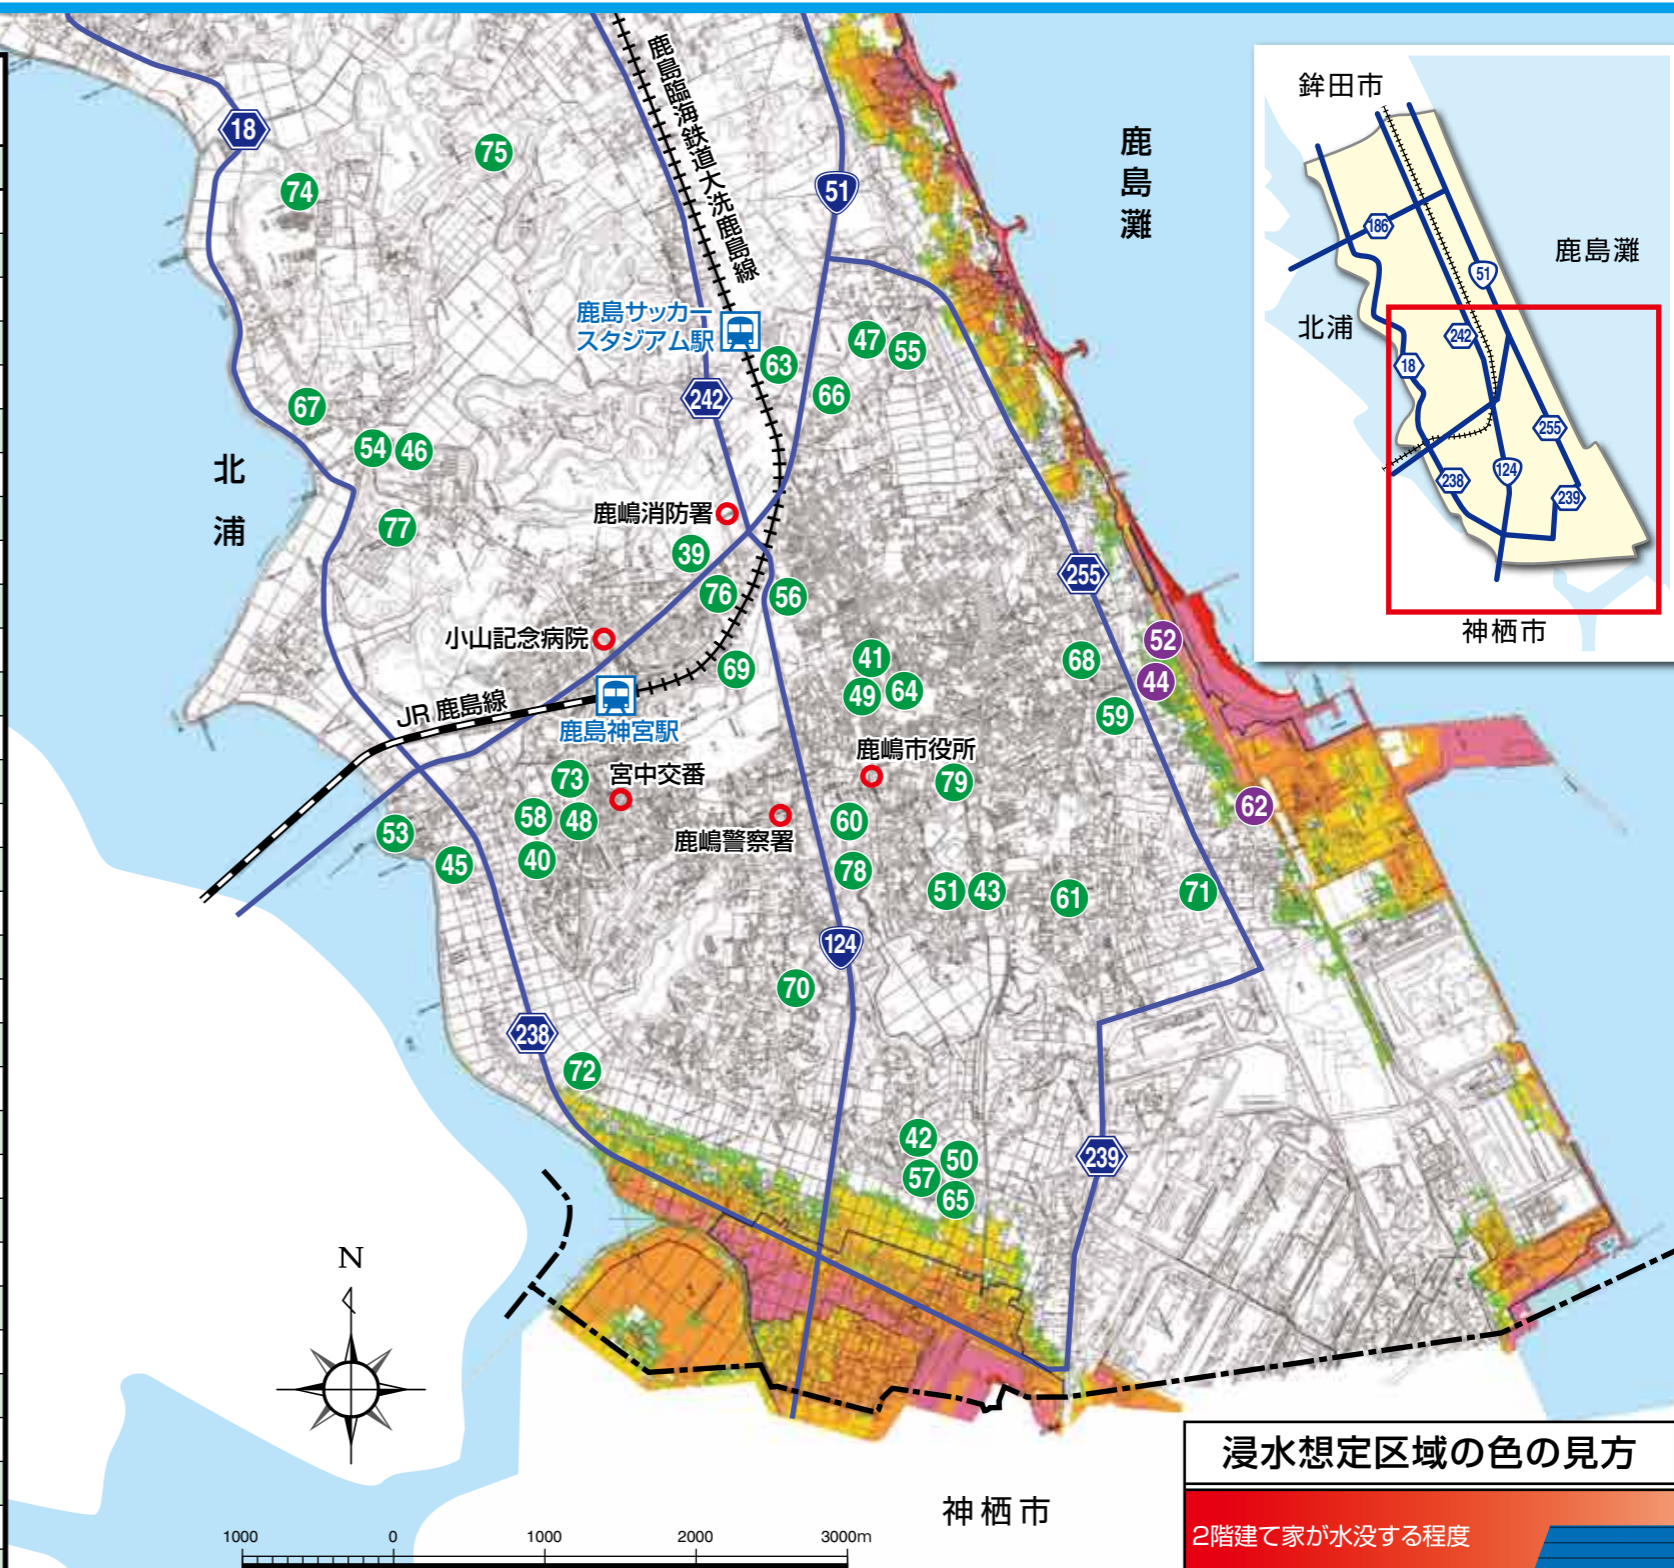 鹿島臨海鉄道大洗鹿島線
鹿島灘
北浦
18
75
74
51
鹿島サッカー
スタジアム駅
63
47
55
66
242
67
54
46
77
鹿嶋消防署
39
76
56
255
小山記念病院
69
41
49
64
68
52
44
59
JR 鹿島線
鹿島神宮駅
鹿嶋市役所
79
73
宮中交番
58
48
53
45
40
鹿嶋警察署
60
78
62
51
43
61
71
124
70
238
72
42
50
57
65
239
N
神栖市
1000
0
1000
2000
3000m
鉾田市
186
鹿島灘
51
北浦
242
18
255
124
238
239
神栖市
浸水想定区域の色の見方
2階建て家が水没する程度